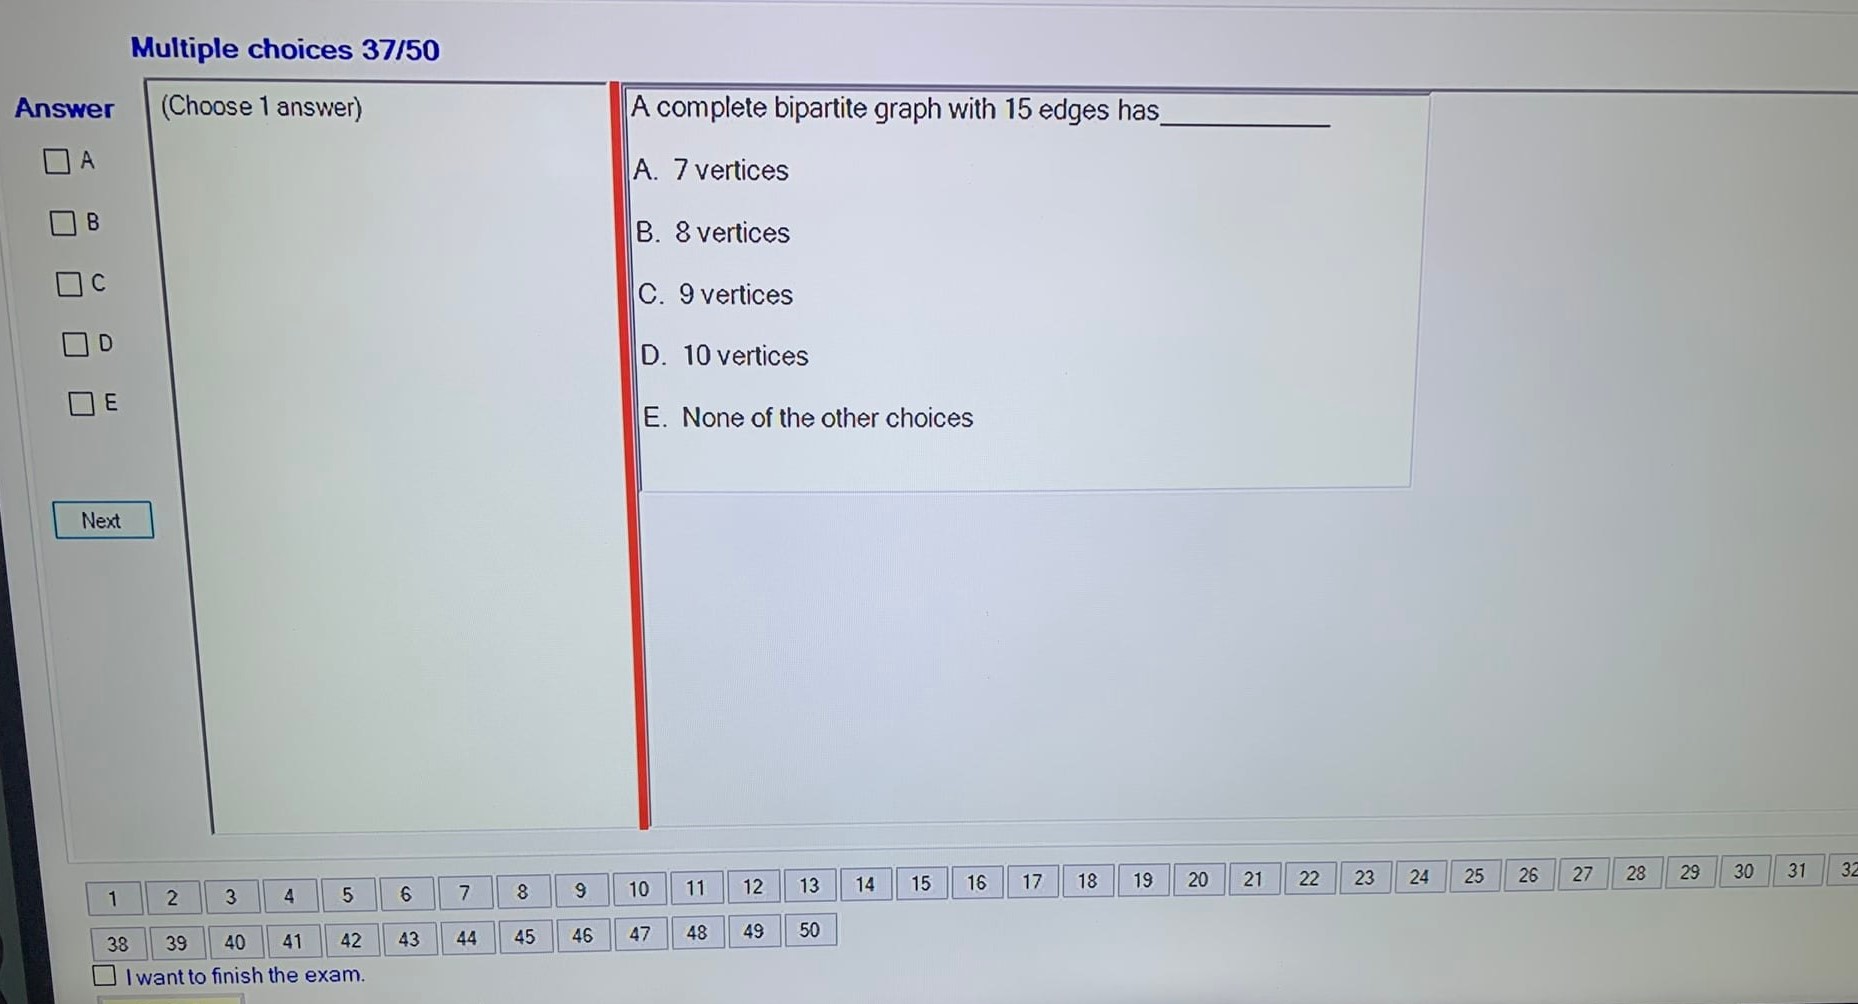 Multiple choices 37/50
Answer
(Choose 1 answer)
A complete bipartite graph with 15 edges has____________
A
A. 7 vertices
B
B. 8 vertices
C
C. 9 vertices
D
D. 10 vertices
E
E. None of the other choices
Next
1 2 3 4 5 6 7 8 9 10 11 12 13 14 15 16 17 18 19 20 21 22 23 24 25 26 27 28 29 30 31 32
38 39 40 41 42 43 44 45 46 47 48 49 50
I want to finish the exam.